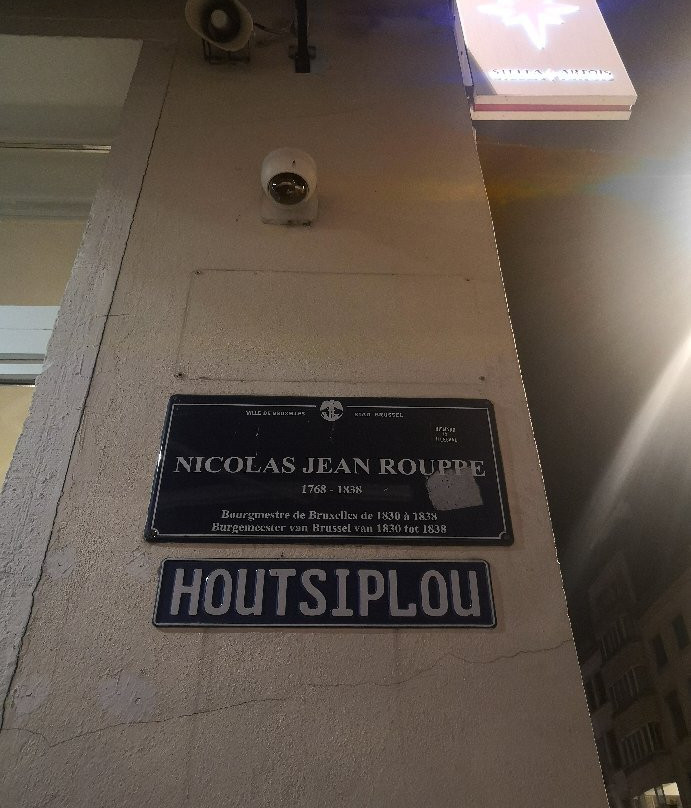 VILLE DE BRUXELLES STAD BRUSSEL
NICOLAS JEAN ROUPPE
1768 - 1838
Bourgmestre de Bruxelles de 1830 à 1838
Burgemeester van Brussel van 1830 tot 1838
HOUTSIPLOU